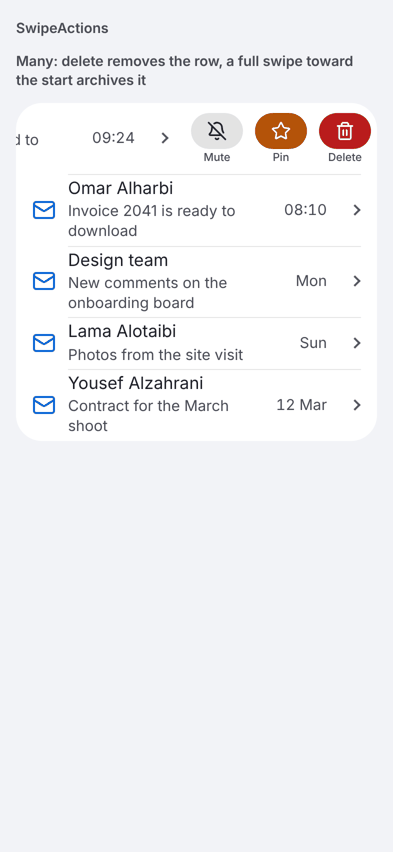 SwipeActions
Many: delete removes the row, a full swipe toward
the start archives it
d to
09:24
Mute
Pin
Delete
Omar Alharbi
Invoice 2041 is ready to
download
08:10
Design team
New comments on the
onboarding board
Mon
Lama Alotaibi
Photos from the site visit
Sun
Yousef Alzahrani
Contract for the March
shoot
12 Mar